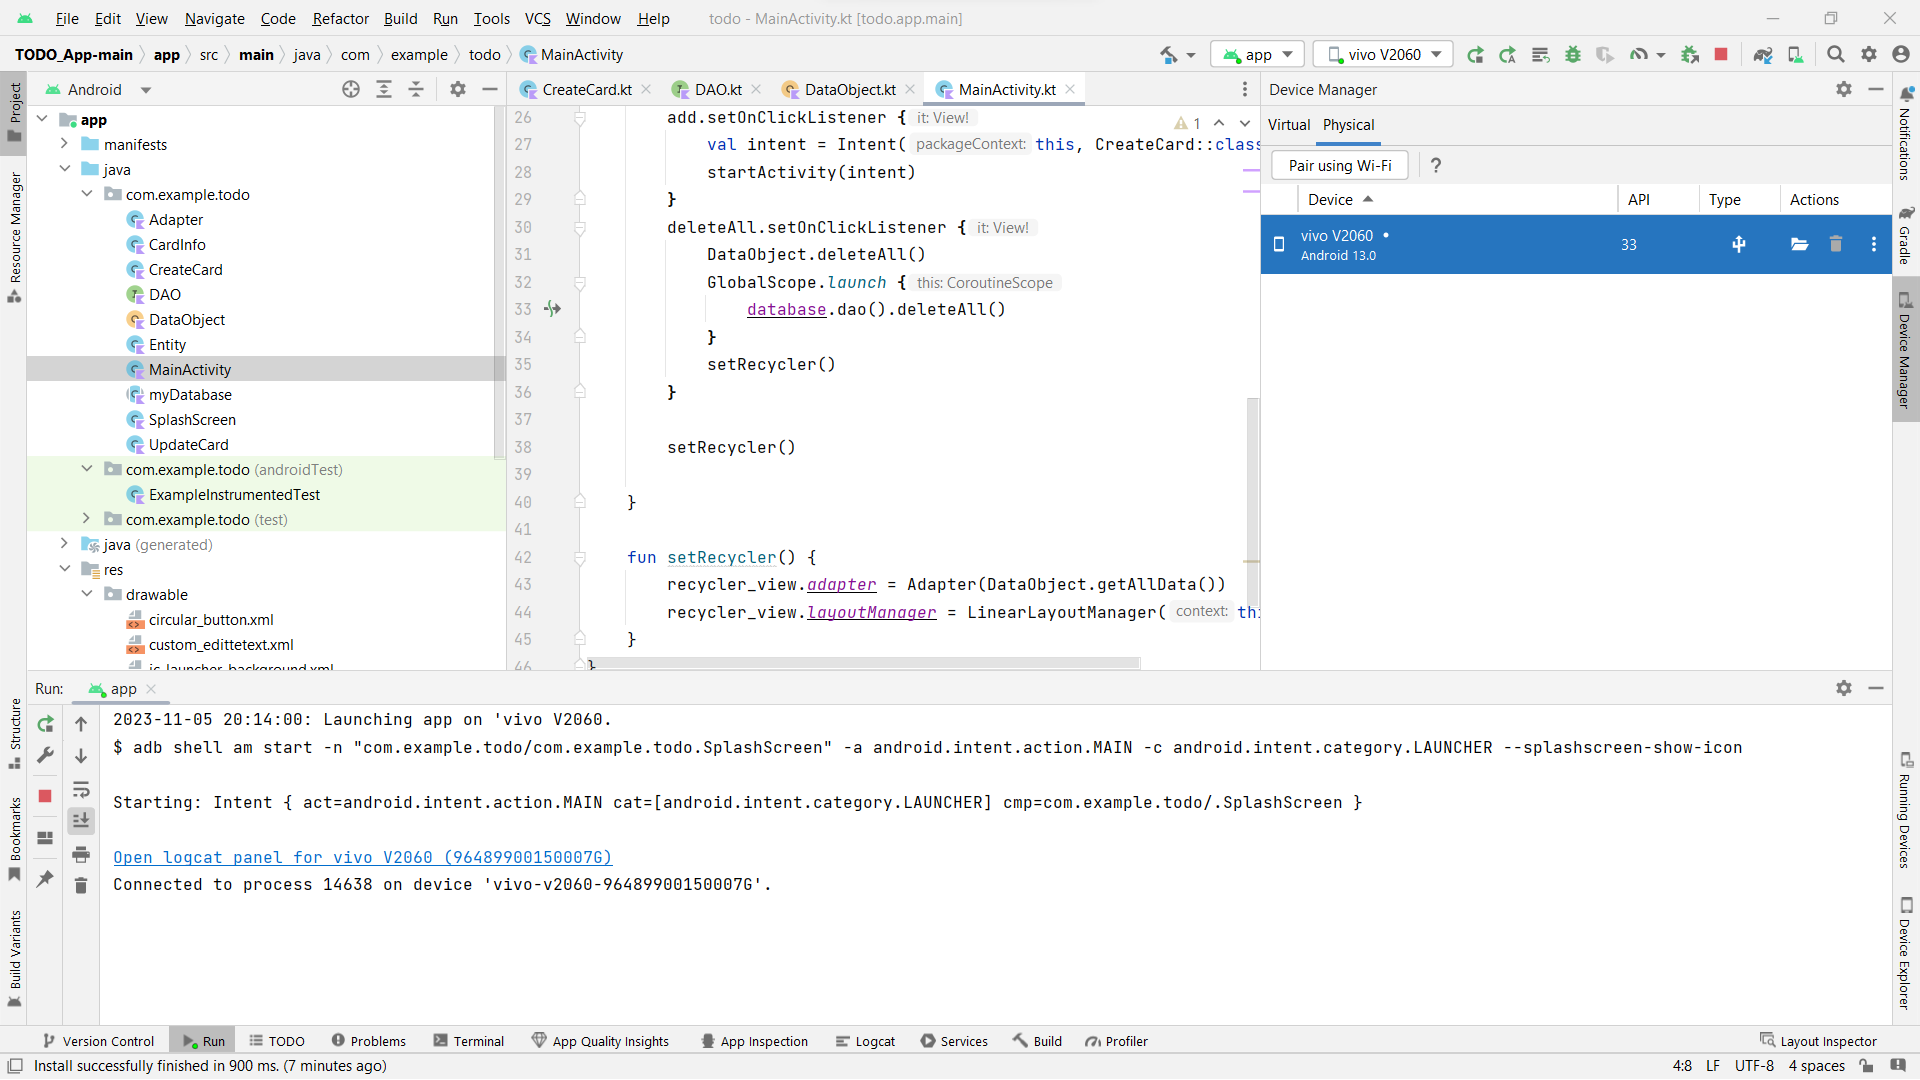 File Edit View Navigate Code Refactor Build Run Tools VCS Window Help todo - MainActivity.kt [todo.app.main]
TODO_App-main app src main java com example todo MainActivity app vivo V2060
Project
Android
CreateCard.kt DAO.kt DataObject.kt MainActivity.kt
Device Manager
app
manifests
java
com.example.todo
Adapter
CardInfo
CreateCard
DAO
DataObject
Entity
MainActivity
myDatabase
SplashScreen
UpdateCard
com.example.todo (androidTest)
ExampleInstrumentedTest
com.example.todo (test)
java (generated)
res
drawable
circular_button.xml
custom_edittetext.xml
ic_launcher_background.xml
26 add.setOnClickListener { it: View!
1
27 val intent = Intent( packageContext: this, CreateCard::class
28 startActivity(intent)
29 }
30 deleteAll.setOnClickListener { it: View!
31 DataObject.deleteAll()
32 GlobalScope.launch { this: CoroutineScope
33 database.dao().deleteAll()
34 }
35 setRecycler()
36 }
37
38 setRecycler()
39
40 }
41
42 fun setRecycler() {
43 recycler_view.adapter = Adapter(DataObject.getAllData())
44 recycler_view.layoutManager = LinearLayoutManager( context: thi
45 }
46 }
Virtual Physical
Pair using Wi-Fi ?
Device API Type Actions
vivo V2060 33
Android 13.0
Resource Manager
Structure
Bookmarks
Build Variants
Notifications
Gradle
Device Manager
Running Devices
Device Explorer
Run: app
2023-11-05 20:14:00: Launching app on 'vivo V2060.
$ adb shell am start -n "com.example.todo/com.example.todo.SplashScreen" -a android.intent.action.MAIN -c android.intent.category.LAUNCHER --splashscreen-show-icon
Starting: Intent { act=android.intent.action.MAIN cat=[android.intent.category.LAUNCHER] cmp=com.example.todo/.SplashScreen }
Open logcat panel for vivo V2060 (96489900150007G)
Connected to process 14638 on device 'vivo-v2060-96489900150007G'.
Version Control Run TODO Problems Terminal App Quality Insights App Inspection Logcat Services Build Profiler Layout Inspector
Install successfully finished in 900 ms. (7 minutes ago) 4:8 LF UTF-8 4 spaces